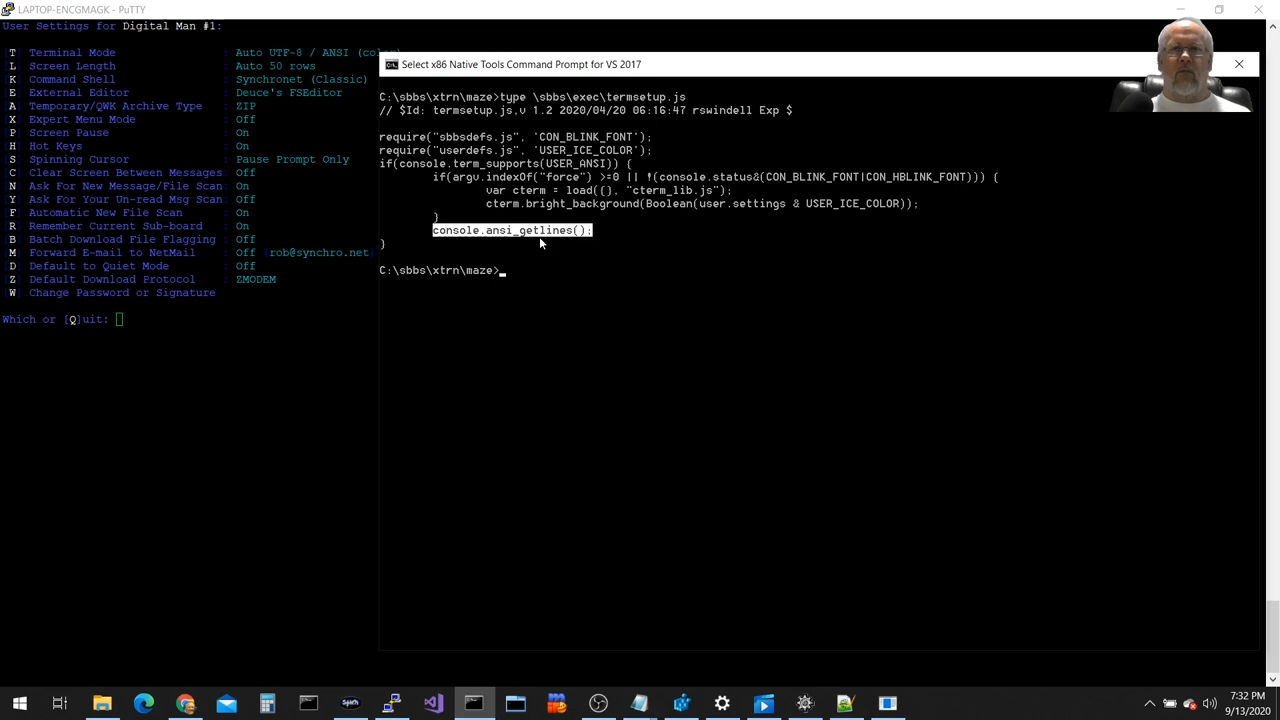 LAPTOP-ENCGMAGK - PuTTY
User Settings for Digital Man #1:
[T] Terminal Mode : Auto UTF-8 / ANSI (co
[L] Screen Length : Auto 50 rows
[K] Command Shell : Synchronet (Classic)
[E] External Editor : Deuce's FSEditor
[A] Temporary/QWK Archive Type : ZIP
[X] Expert Menu Mode : Off
[P] Screen Pause : On
[H] Hot Keys : On
[S] Spinning Cursor : Pause Prompt Only
[C] Clear Screen Between Messages : Off
[N] Ask For New Message/File Scan : On
[Y] Ask For Your Un-read Msg Scan : Off
[F] Automatic New File Scan : On
[R] Remember Current Sub-board : On
[B] Batch Download File Flagging : Off
[M] Forward E-mail to NetMail : Off (rob@synchro.net)
[D] Default to Quiet Mode : Off
[Z] Default Download Protocol : ZMODEM
[W] Change Password or Signature
Which or [Q]uit:
Select x86 Native Tools Command Prompt for VS 2017
C:\sbbs\xtrn\maze>type \sbbs\exec\termsetup.js
// $Id: termsetup.js,v 1.2 2020/04/20 06:16:47 rswindell Exp $
require("sbbsdefs.js", 'CON_BLINK_FONT');
require("userdefs.js", 'USER_ICE_COLOR');
if(console.term_supports(USER_ANSI)) {
if(argv.indexOf("force") >=0 || !(console.status&(CON_BLINK_FONT|CON_HBLINK_FONT))) {
var cterm = load({}, "cterm_lib.js");
cterm.bright_background(Boolean(user.settings & USER_ICE_COLOR));
}
console.ansi_getlines();
}
C:\sbbs\xtrn\maze>
7:32 PM
9/13/2020